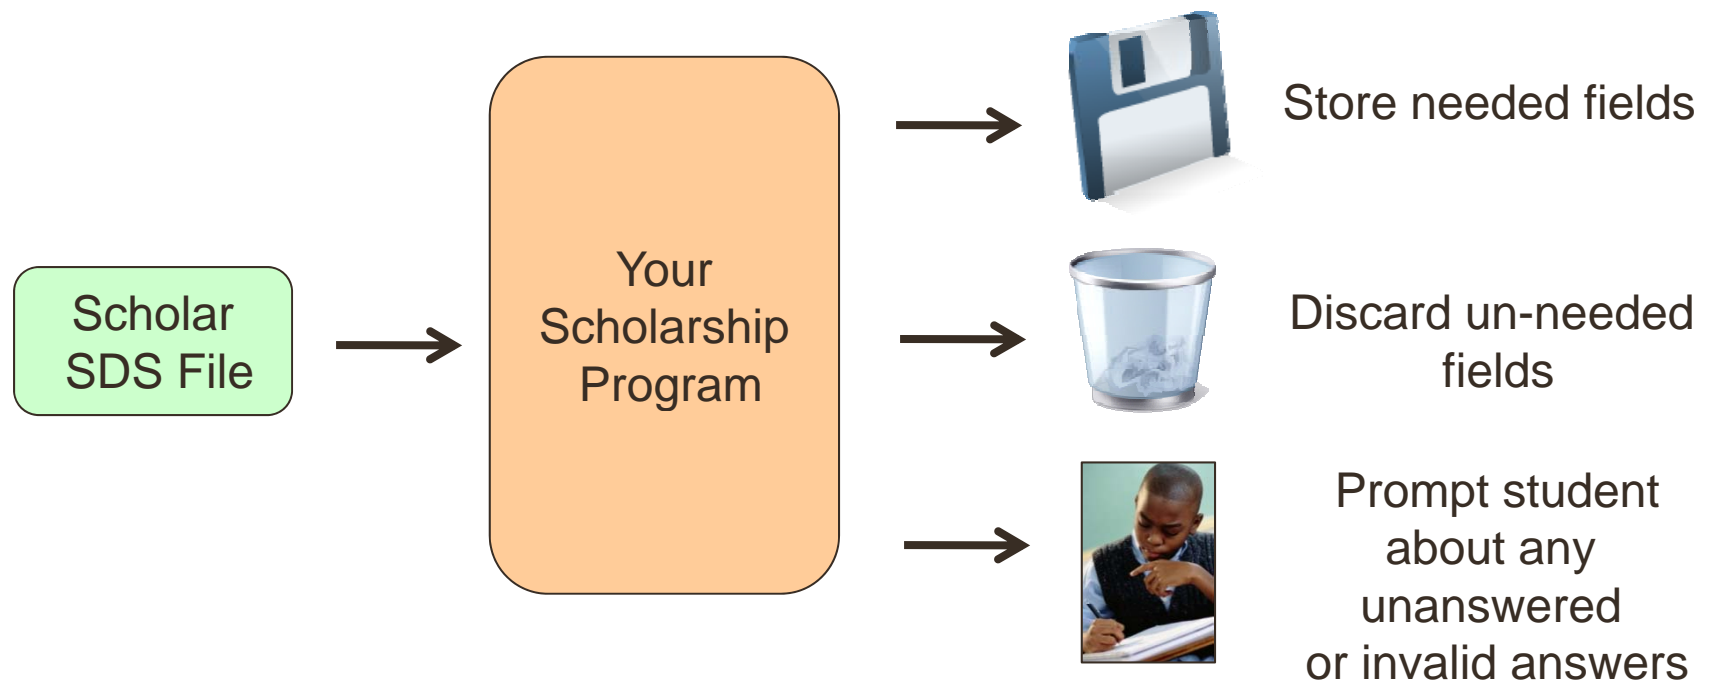 Scholar
SDS File
Your
Scholarship
Program
Store needed fields
Discard un-needed
fields
Prompt student
about any
unanswered
or invalid answers